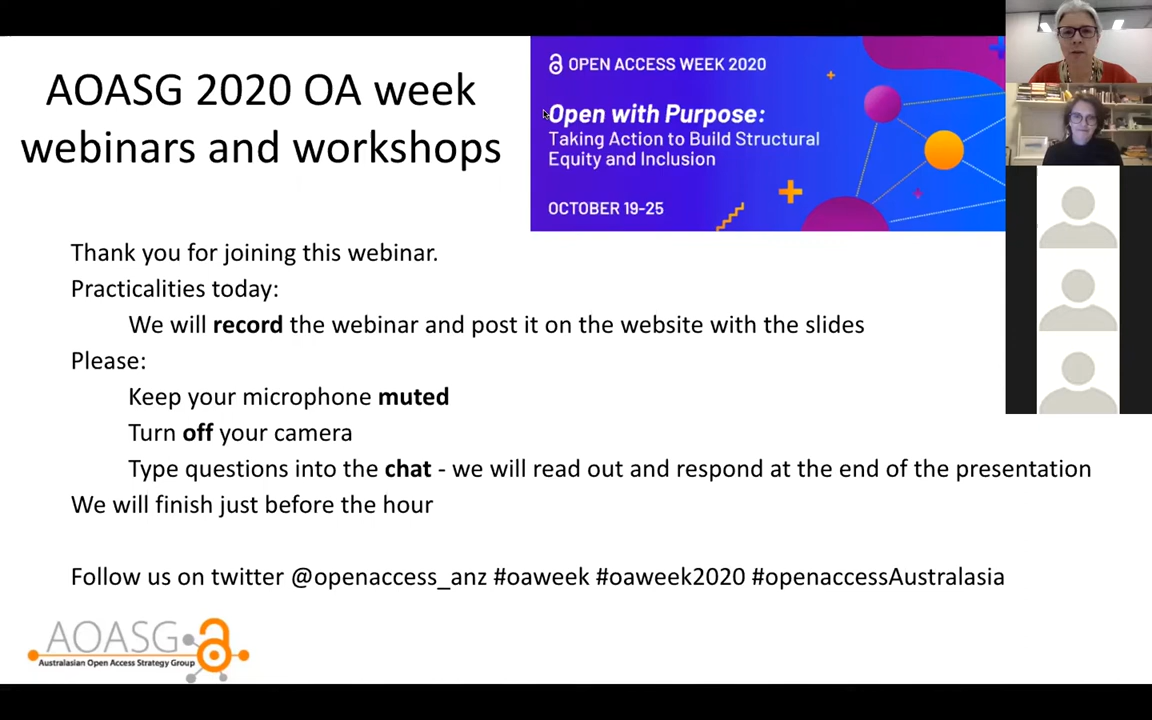 AOASG 2020 OA week
webinars and workshops
OPEN ACCESS WEEK 2020
Open with Purpose:
Taking Action to Build Structural
Equity and Inclusion
OCTOBER 19-25
Thank you for joining this webinar.
Practicalities today:
We will record the webinar and post it on the website with the slides
Please:
Keep your microphone muted
Turn off your camera
Type questions into the chat - we will read out and respond at the end of the presentation
We will finish just before the hour
Follow us on twitter @openaccess_anz #oaweek #oaweek2020 #openaccessAustralasia
AOASG
Australasian Open Access Strategy Group